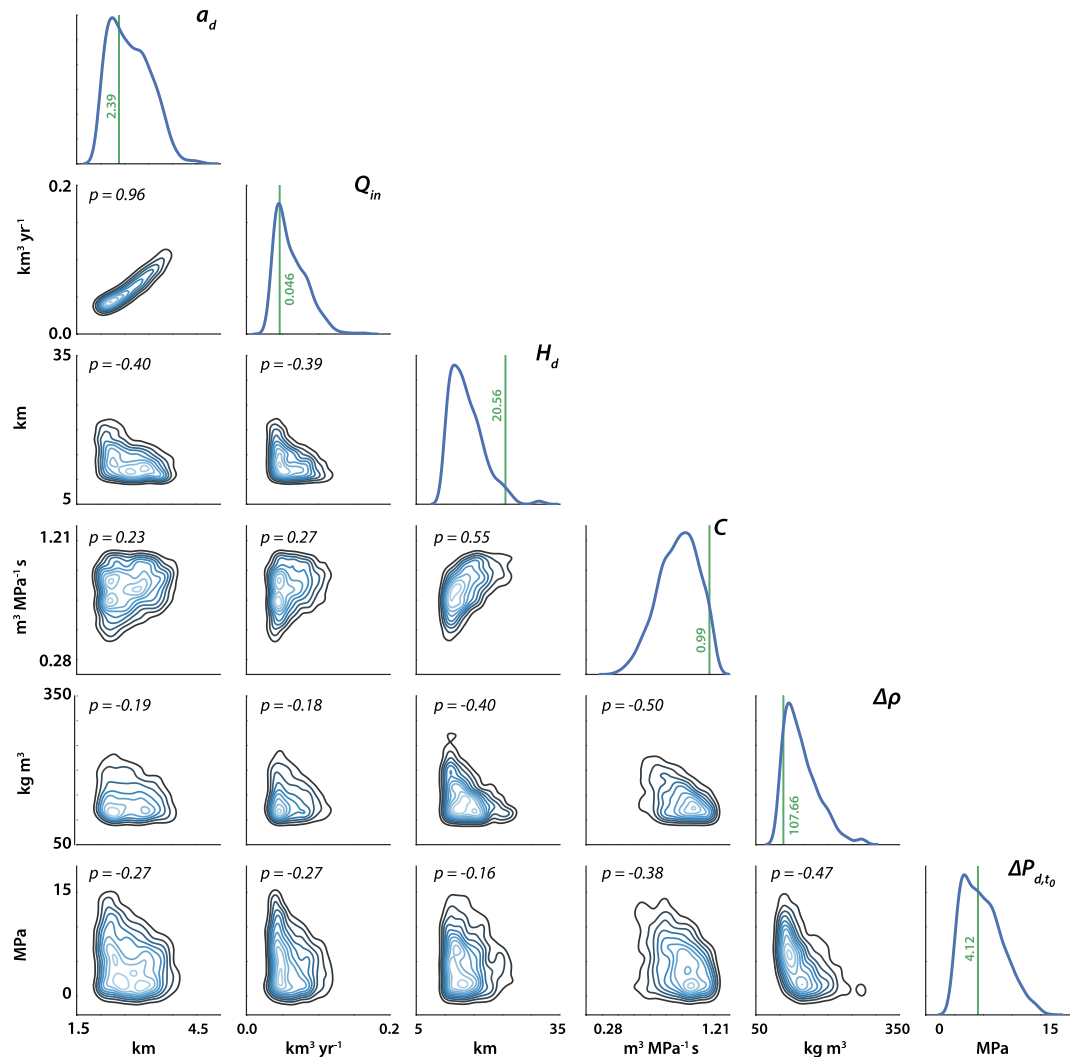 a_d
2.39
0.2
km³ yr⁻¹
0.0
p = 0.96
Q_in
0.046
35
km
5
p = -0.40
p = -0.39
H_d
20.56
1.21
m³ MPa⁻¹ s
0.28
p = 0.23
p = 0.27
p = 0.55
C
0.99
350
kg m³
50
p = -0.19
p = -0.18
p = -0.40
p = -0.50
Δρ
107.66
15
MPa
0
p = -0.27
p = -0.27
p = -0.16
p = -0.38
p = -0.47
ΔP_d,t₀
4.12
1.5 4.5 0.0 0.2 5 35 0.28 1.21 50 350 0 15
km km³ yr⁻¹ km m³ MPa⁻¹ s kg m³ MPa